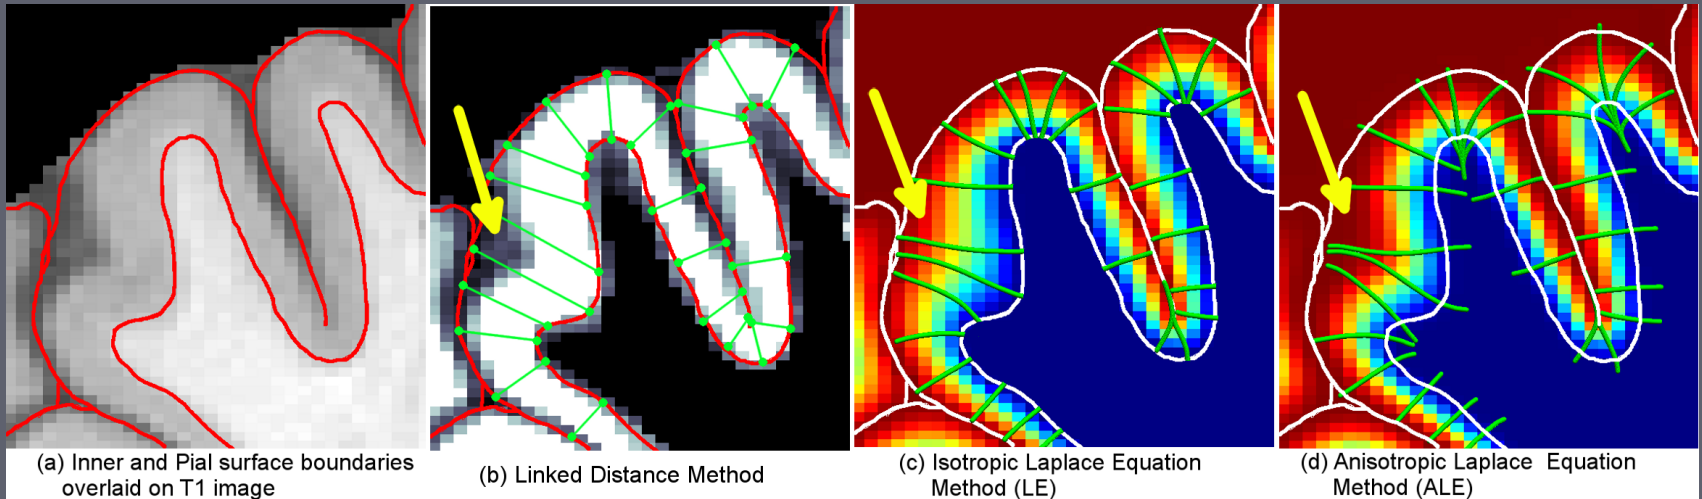 (a) Inner and Pial surface boundaries
overlaid on T1 image
(b) Linked Distance Method
(c) Isotropic Laplace Equation
Method (LE)
(d) Anisotropic Laplace Equation
Method (ALE)